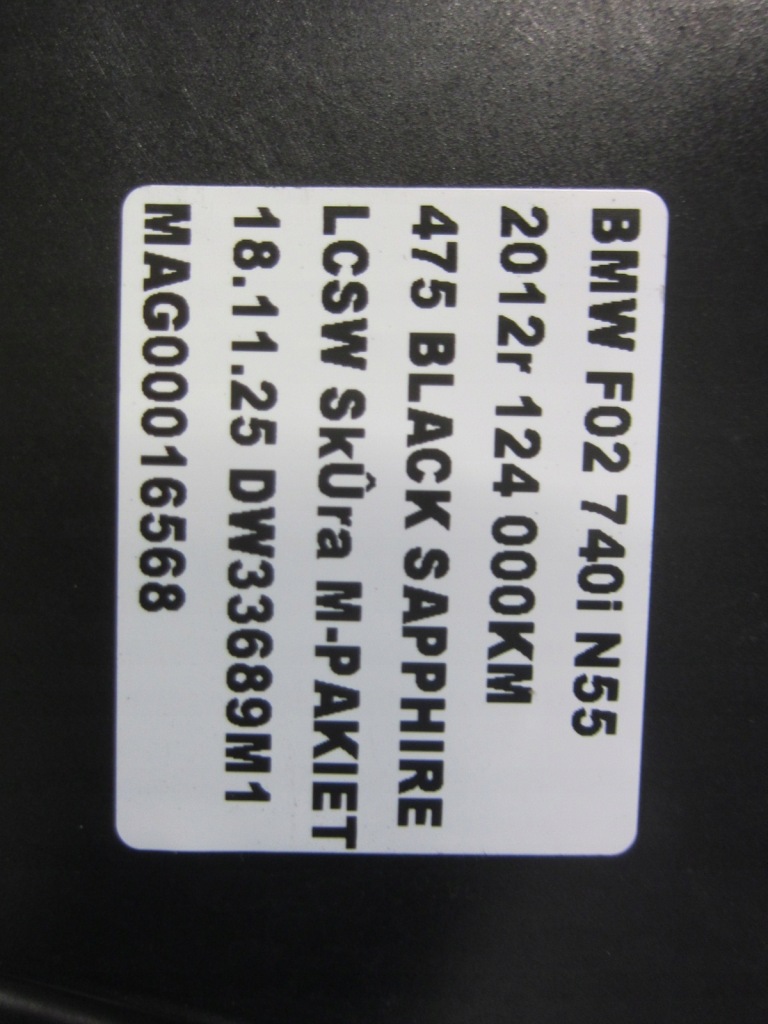 BMW F02 740i N55
2012r 124 000KM
475 BLACK SAPPHIRE
LCSW SkÛra M-PAKIET
18.11.25 DW33689M1
MAG00016568